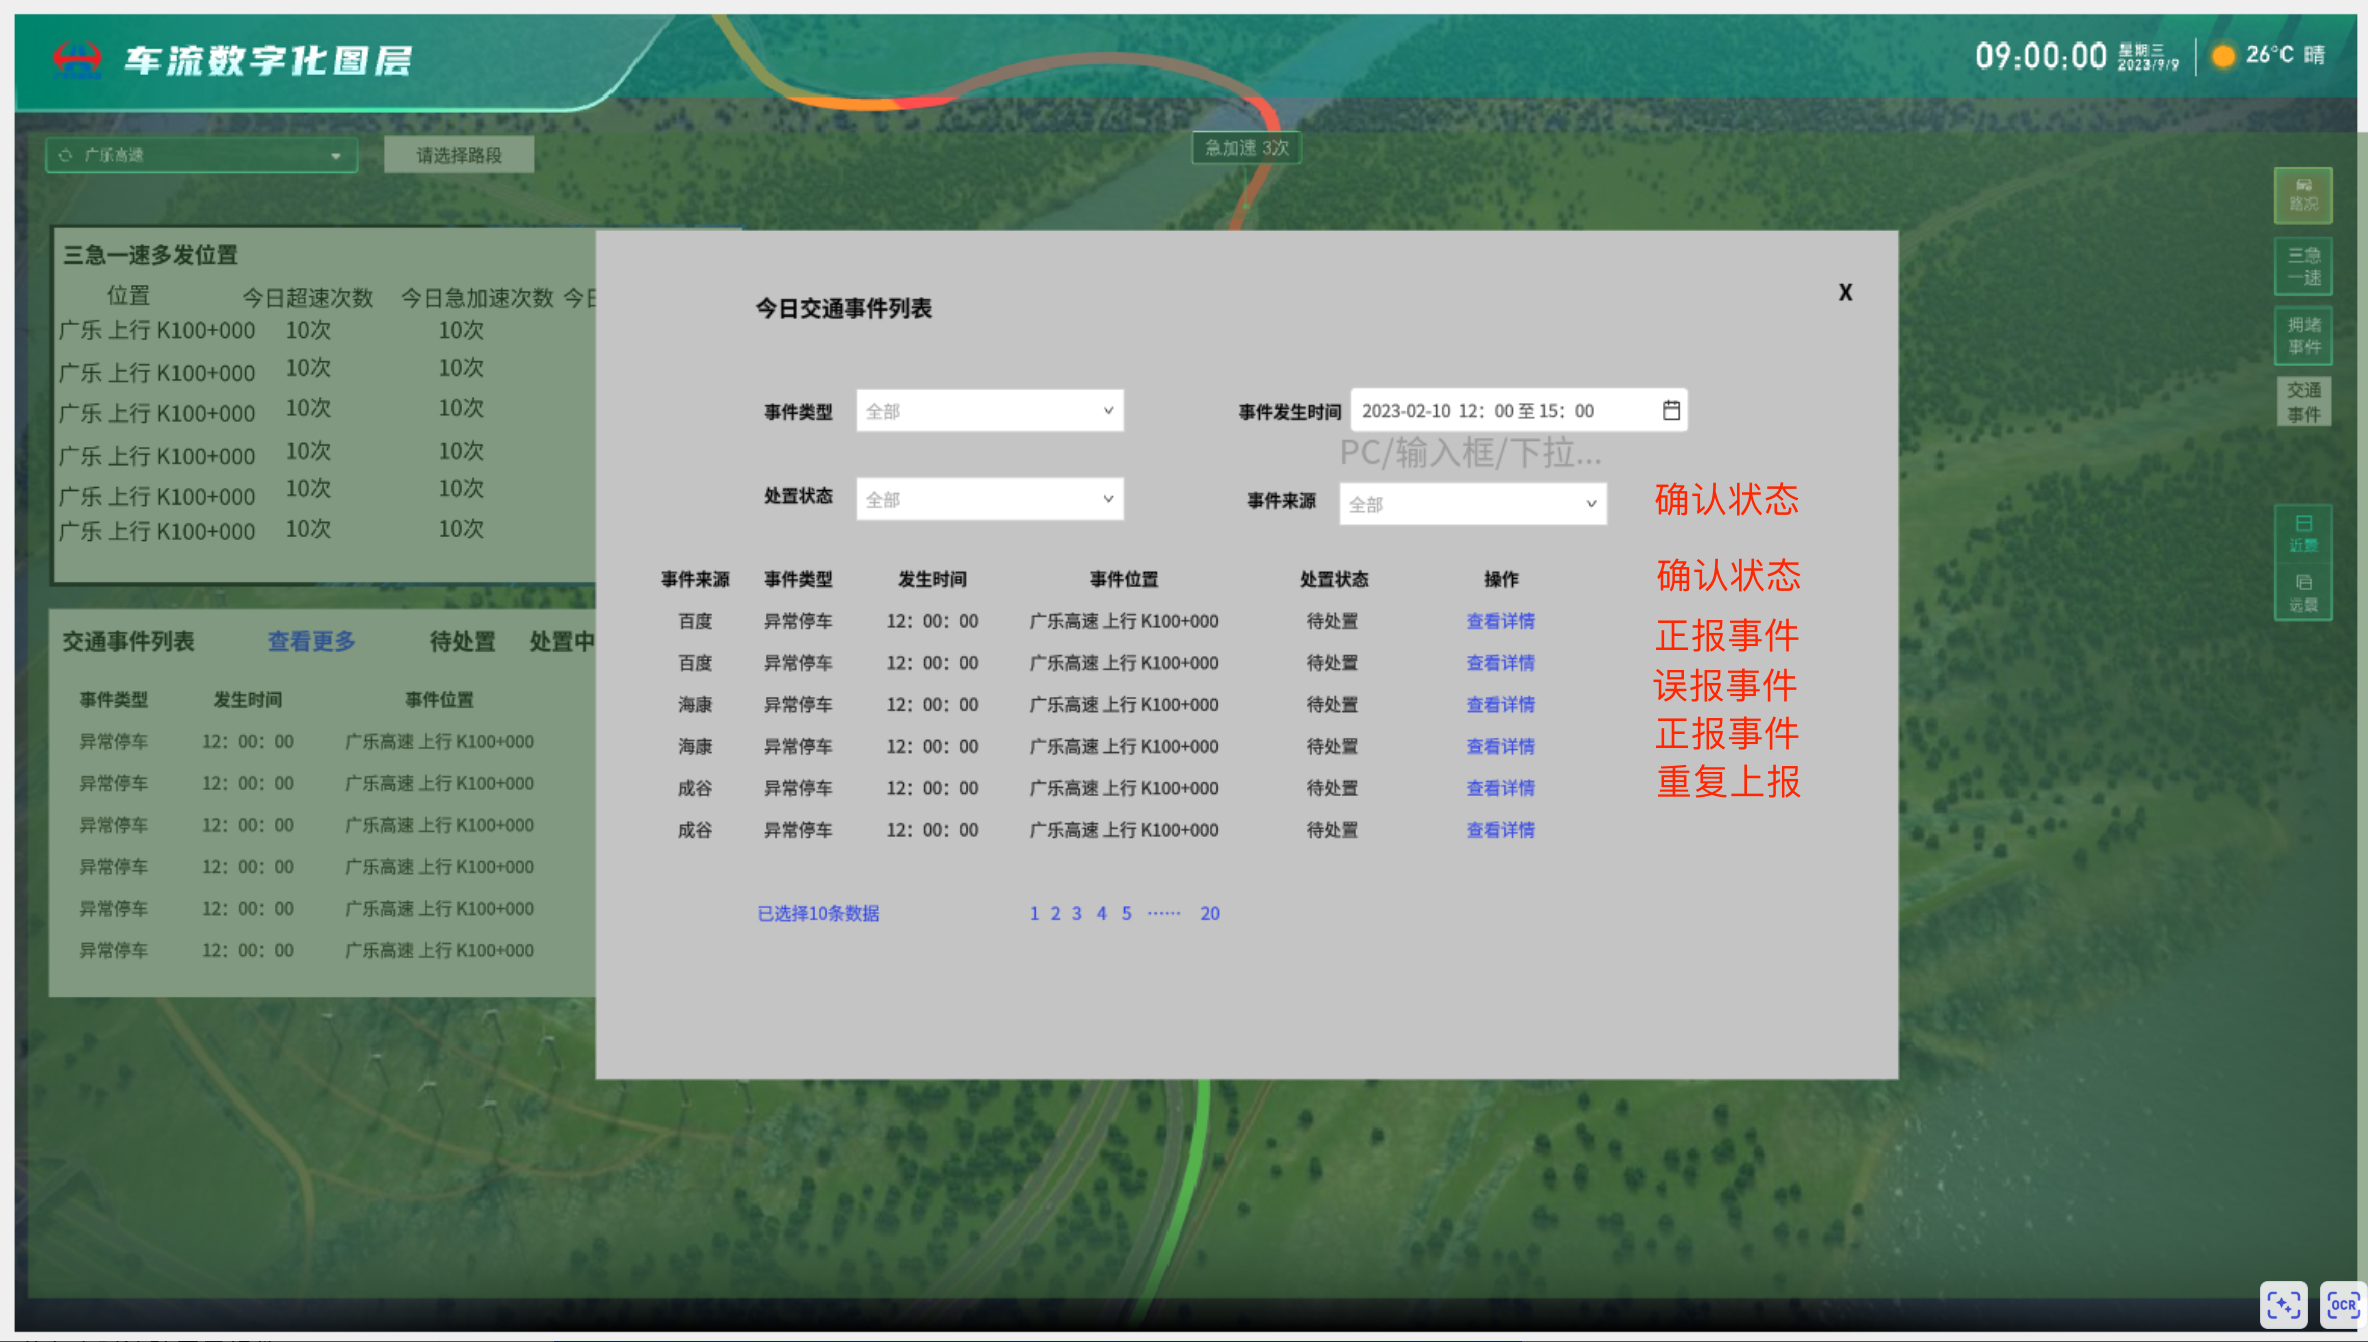 车流数字化图层
09:00:00 星期三 2023/9/9 26°C 晴
广乐高速 请选择路段
急加速 3次
路况
三急
一速
拥堵
事件
交通
事件
近景
远景
三急一速多发位置
位置 今日超速次数 今日急加速次数 今日
广乐 上行 K100+000 10次 10次
广乐 上行 K100+000 10次 10次
广乐 上行 K100+000 10次 10次
广乐 上行 K100+000 10次 10次
广乐 上行 K100+000 10次 10次
广乐 上行 K100+000 10次 10次
交通事件列表 查看更多 待处置 处置中
事件类型 发生时间 事件位置
异常停车 12：00：00 广乐高速 上行 K100+000
异常停车 12：00：00 广乐高速 上行 K100+000
异常停车 12：00：00 广乐高速 上行 K100+000
异常停车 12：00：00 广乐高速 上行 K100+000
异常停车 12：00：00 广乐高速 上行 K100+000
异常停车 12：00：00 广乐高速 上行 K100+000
今日交通事件列表 X
事件类型 全部 事件发生时间 2023-02-10 12：00 至 15：00
PC/输入框/下拉...
处置状态 全部 事件来源 全部 确认状态
事件来源 事件类型 发生时间 事件位置 处置状态 操作 确认状态
百度 异常停车 12：00：00 广乐高速 上行 K100+000 待处置 查看详情 正报事件
百度 异常停车 12：00：00 广乐高速 上行 K100+000 待处置 查看详情 误报事件
海康 异常停车 12：00：00 广乐高速 上行 K100+000 待处置 查看详情 正报事件
海康 异常停车 12：00：00 广乐高速 上行 K100+000 待处置 查看详情 重复上报
成谷 异常停车 12：00：00 广乐高速 上行 K100+000 待处置 查看详情
成谷 异常停车 12：00：00 广乐高速 上行 K100+000 待处置 查看详情
已选择10条数据 1 2 3 4 5 …… 20
OCR